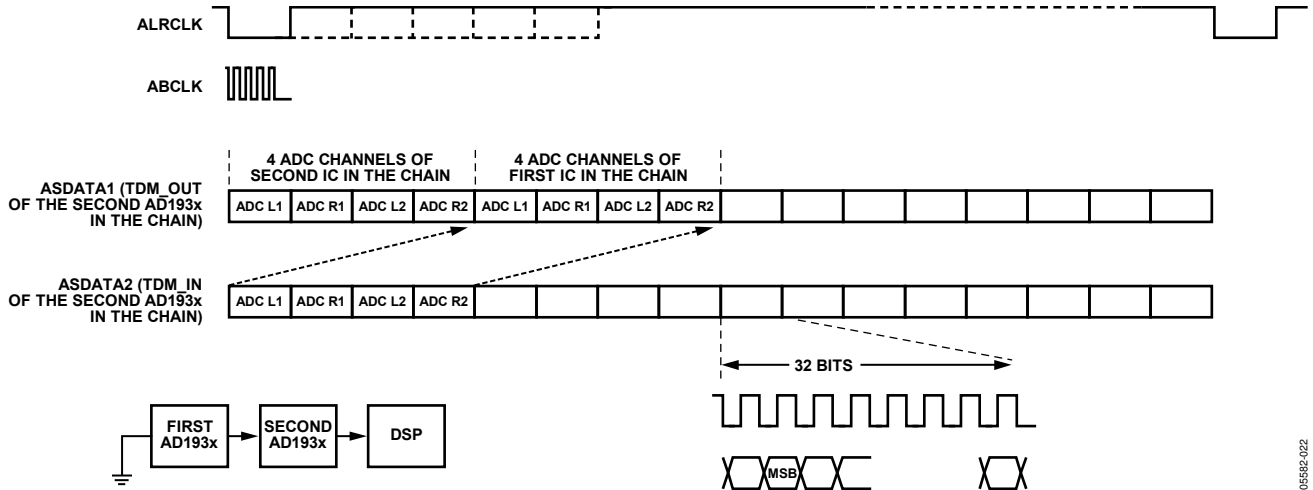 ALRCLK
ABCLK
4 ADC CHANNELS OF
SECOND IC IN THE CHAIN
4 ADC CHANNELS OF
FIRST IC IN THE CHAIN
ASDATA1 (TDM_OUT
OF THE SECOND AD193x
IN THE CHAIN)
ADC L1 ADC R1 ADC L2 ADC R2 ADC L1 ADC R1 ADC L2 ADC R2
ASDATA2 (TDM_IN
OF THE SECOND AD193x
IN THE CHAIN)
ADC L1 ADC R1 ADC L2 ADC R2
32 BITS
FIRST
AD193x
SECOND
AD193x
DSP
MSB
05582-022